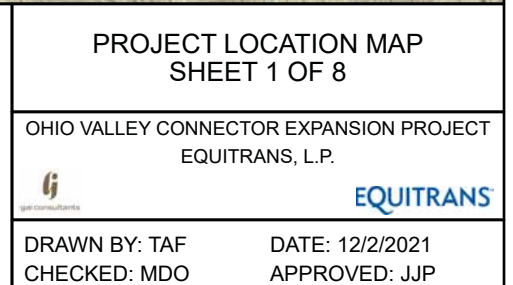 PROJECT LOCATION MAP
SHEET 1 OF 8
OHIO VALLEY CONNECTOR EXPANSION PROJECT
EQUITRANS, L.P.
gai consultants
EQUITRANS
DRAWN BY: TAF DATE: 12/2/2021
CHECKED: MDO APPROVED: JJP